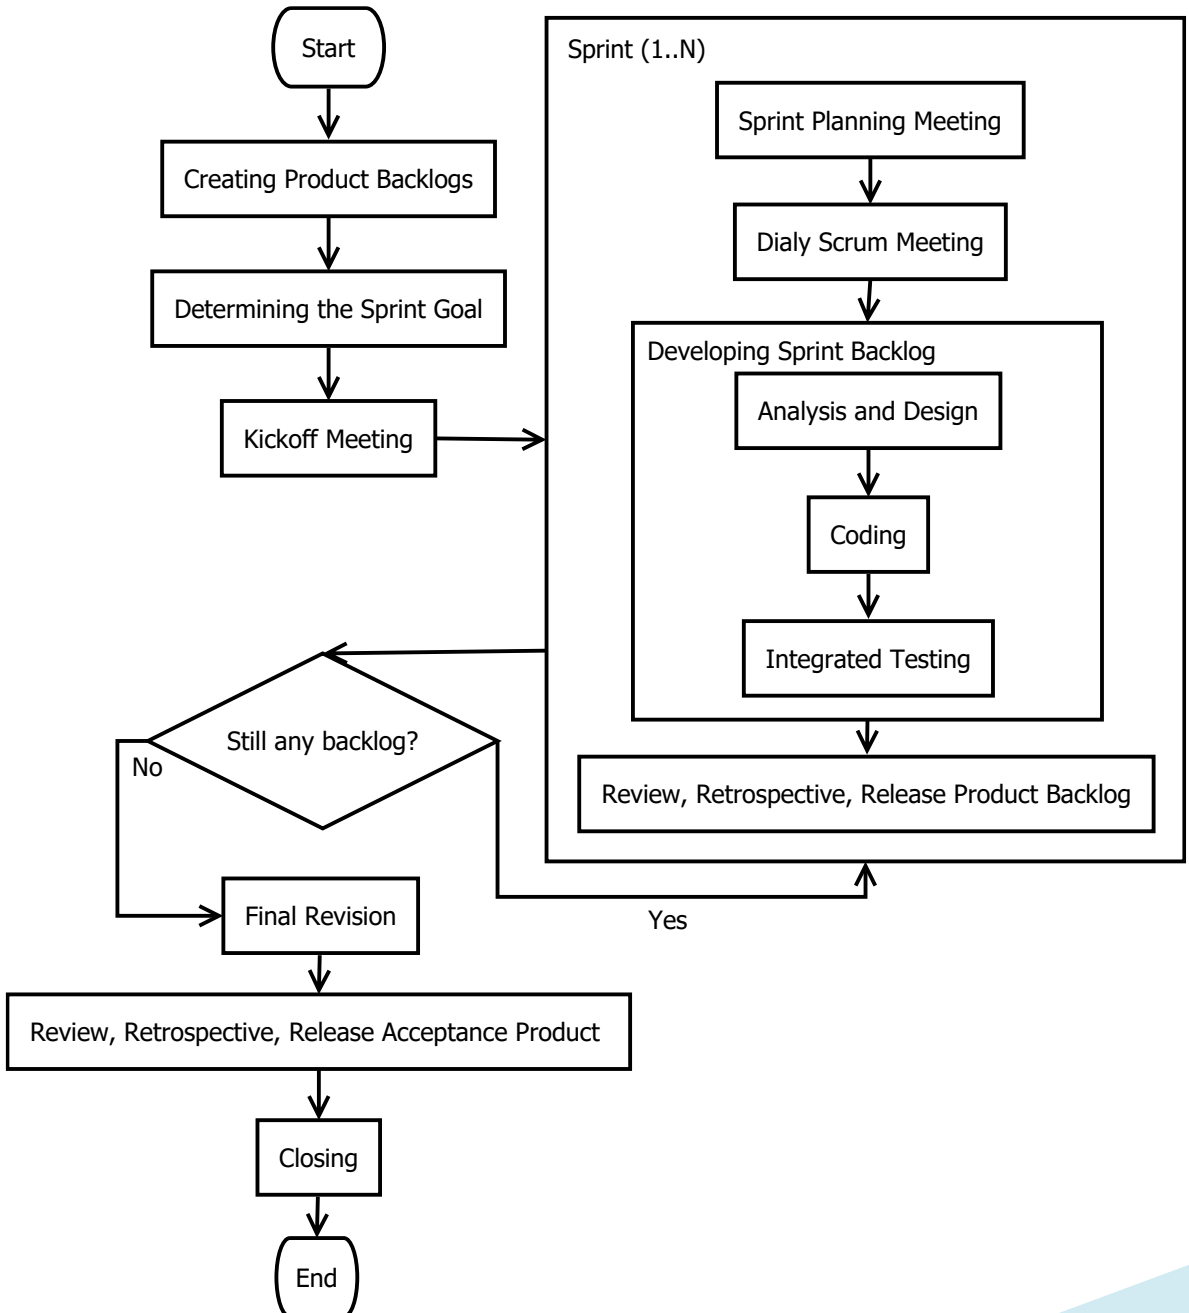 Start
Creating Product Backlogs
Determining the Sprint Goal
Kickoff Meeting
Sprint (1..N)
Sprint Planning Meeting
Dialy Scrum Meeting
Developing Sprint Backlog
Analysis and Design
Coding
Integrated Testing
Review, Retrospective, Release Product Backlog
Still any backlog?
No
Yes
Final Revision
Review, Retrospective, Release Acceptance Product
Closing
End